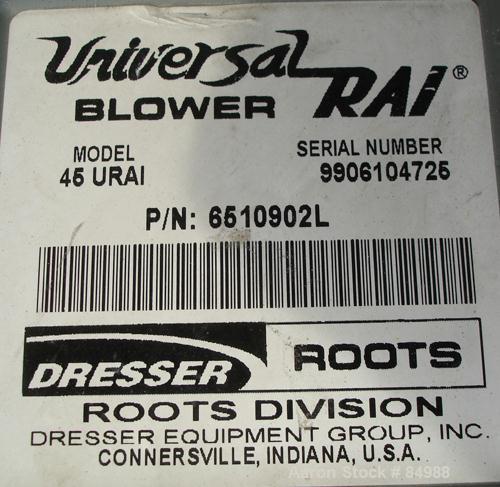 Universal RAI®
BLOWER
MODEL
45 URAI
SERIAL NUMBER
9906104725
P/N: 6510902L
DRESSER
ROOTS
ROOTS DIVISION
DRESSER EQUIPMENT GROUP, INC.
CONNERSVILLE, INDIANA, U.S.A.
Aaron Stock # 84988